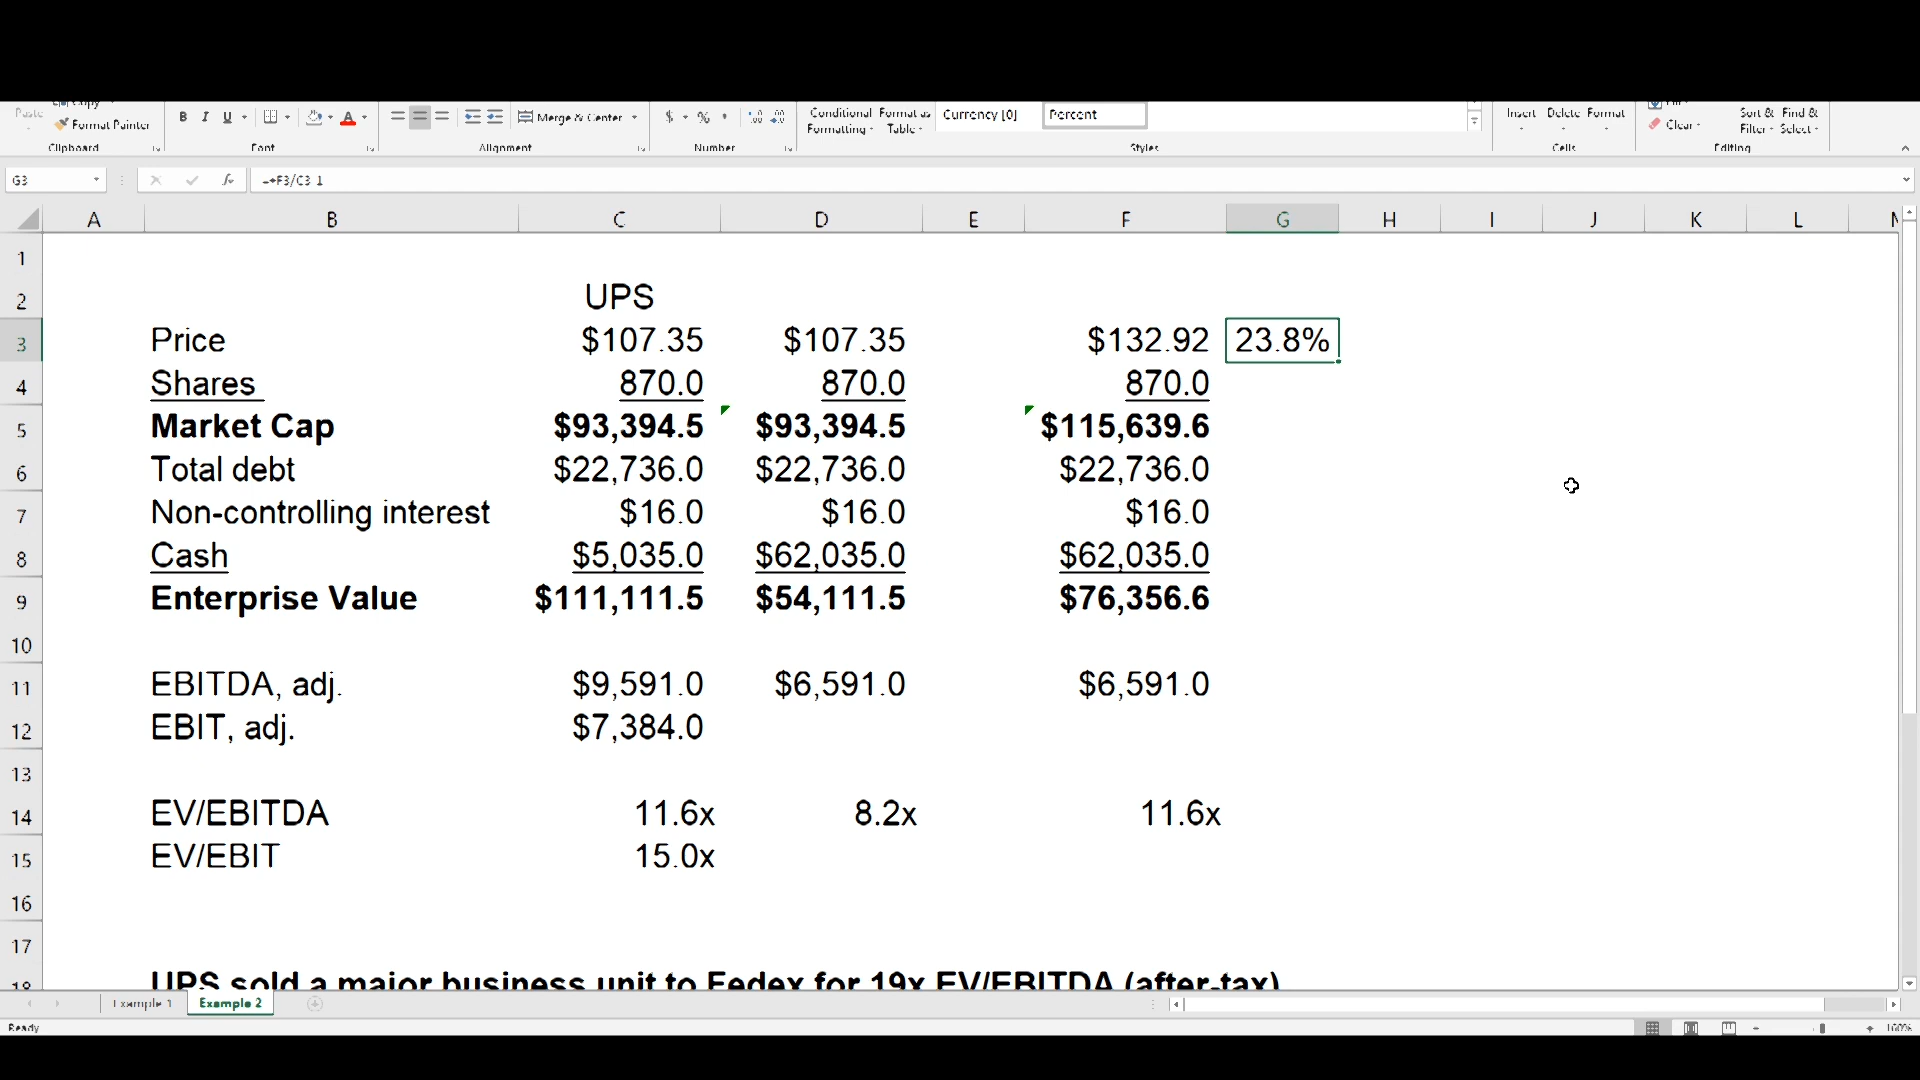 Copy
Paste
Format Painter
Clipboard
B I U
A
Font
Merge & Center
Alignment
$ % ,
Number
Conditional Formatting
Format as Table
Currency [0]
Percent
Styles
Insert Delete Format
Cells
Clear
Sort & Filter
Find & Select
Editing
G3
fx
=+F3/C3-1
A B C D E F G H I J K L
1
2 UPS
3 Price $107.35 $107.35 $132.92 23.8%
4 Shares 870.0 870.0 870.0
5 Market Cap $93,394.5 $93,394.5 $115,639.6
6 Total debt $22,736.0 $22,736.0 $22,736.0
7 Non-controlling interest $16.0 $16.0 $16.0
8 Cash $5,035.0 $62,035.0 $62,035.0
9 Enterprise Value $111,111.5 $54,111.5 $76,356.6
10
11 EBITDA, adj. $9,591.0 $6,591.0 $6,591.0
12 EBIT, adj. $7,384.0
13
14 EV/EBITDA 11.6x 8.2x 11.6x
15 EV/EBIT 15.0x
16
17
18 UPS sold a major business unit to Fedex for 19x EV/EBITDA (after-tax)
Example 1 Example 2
Ready
160%